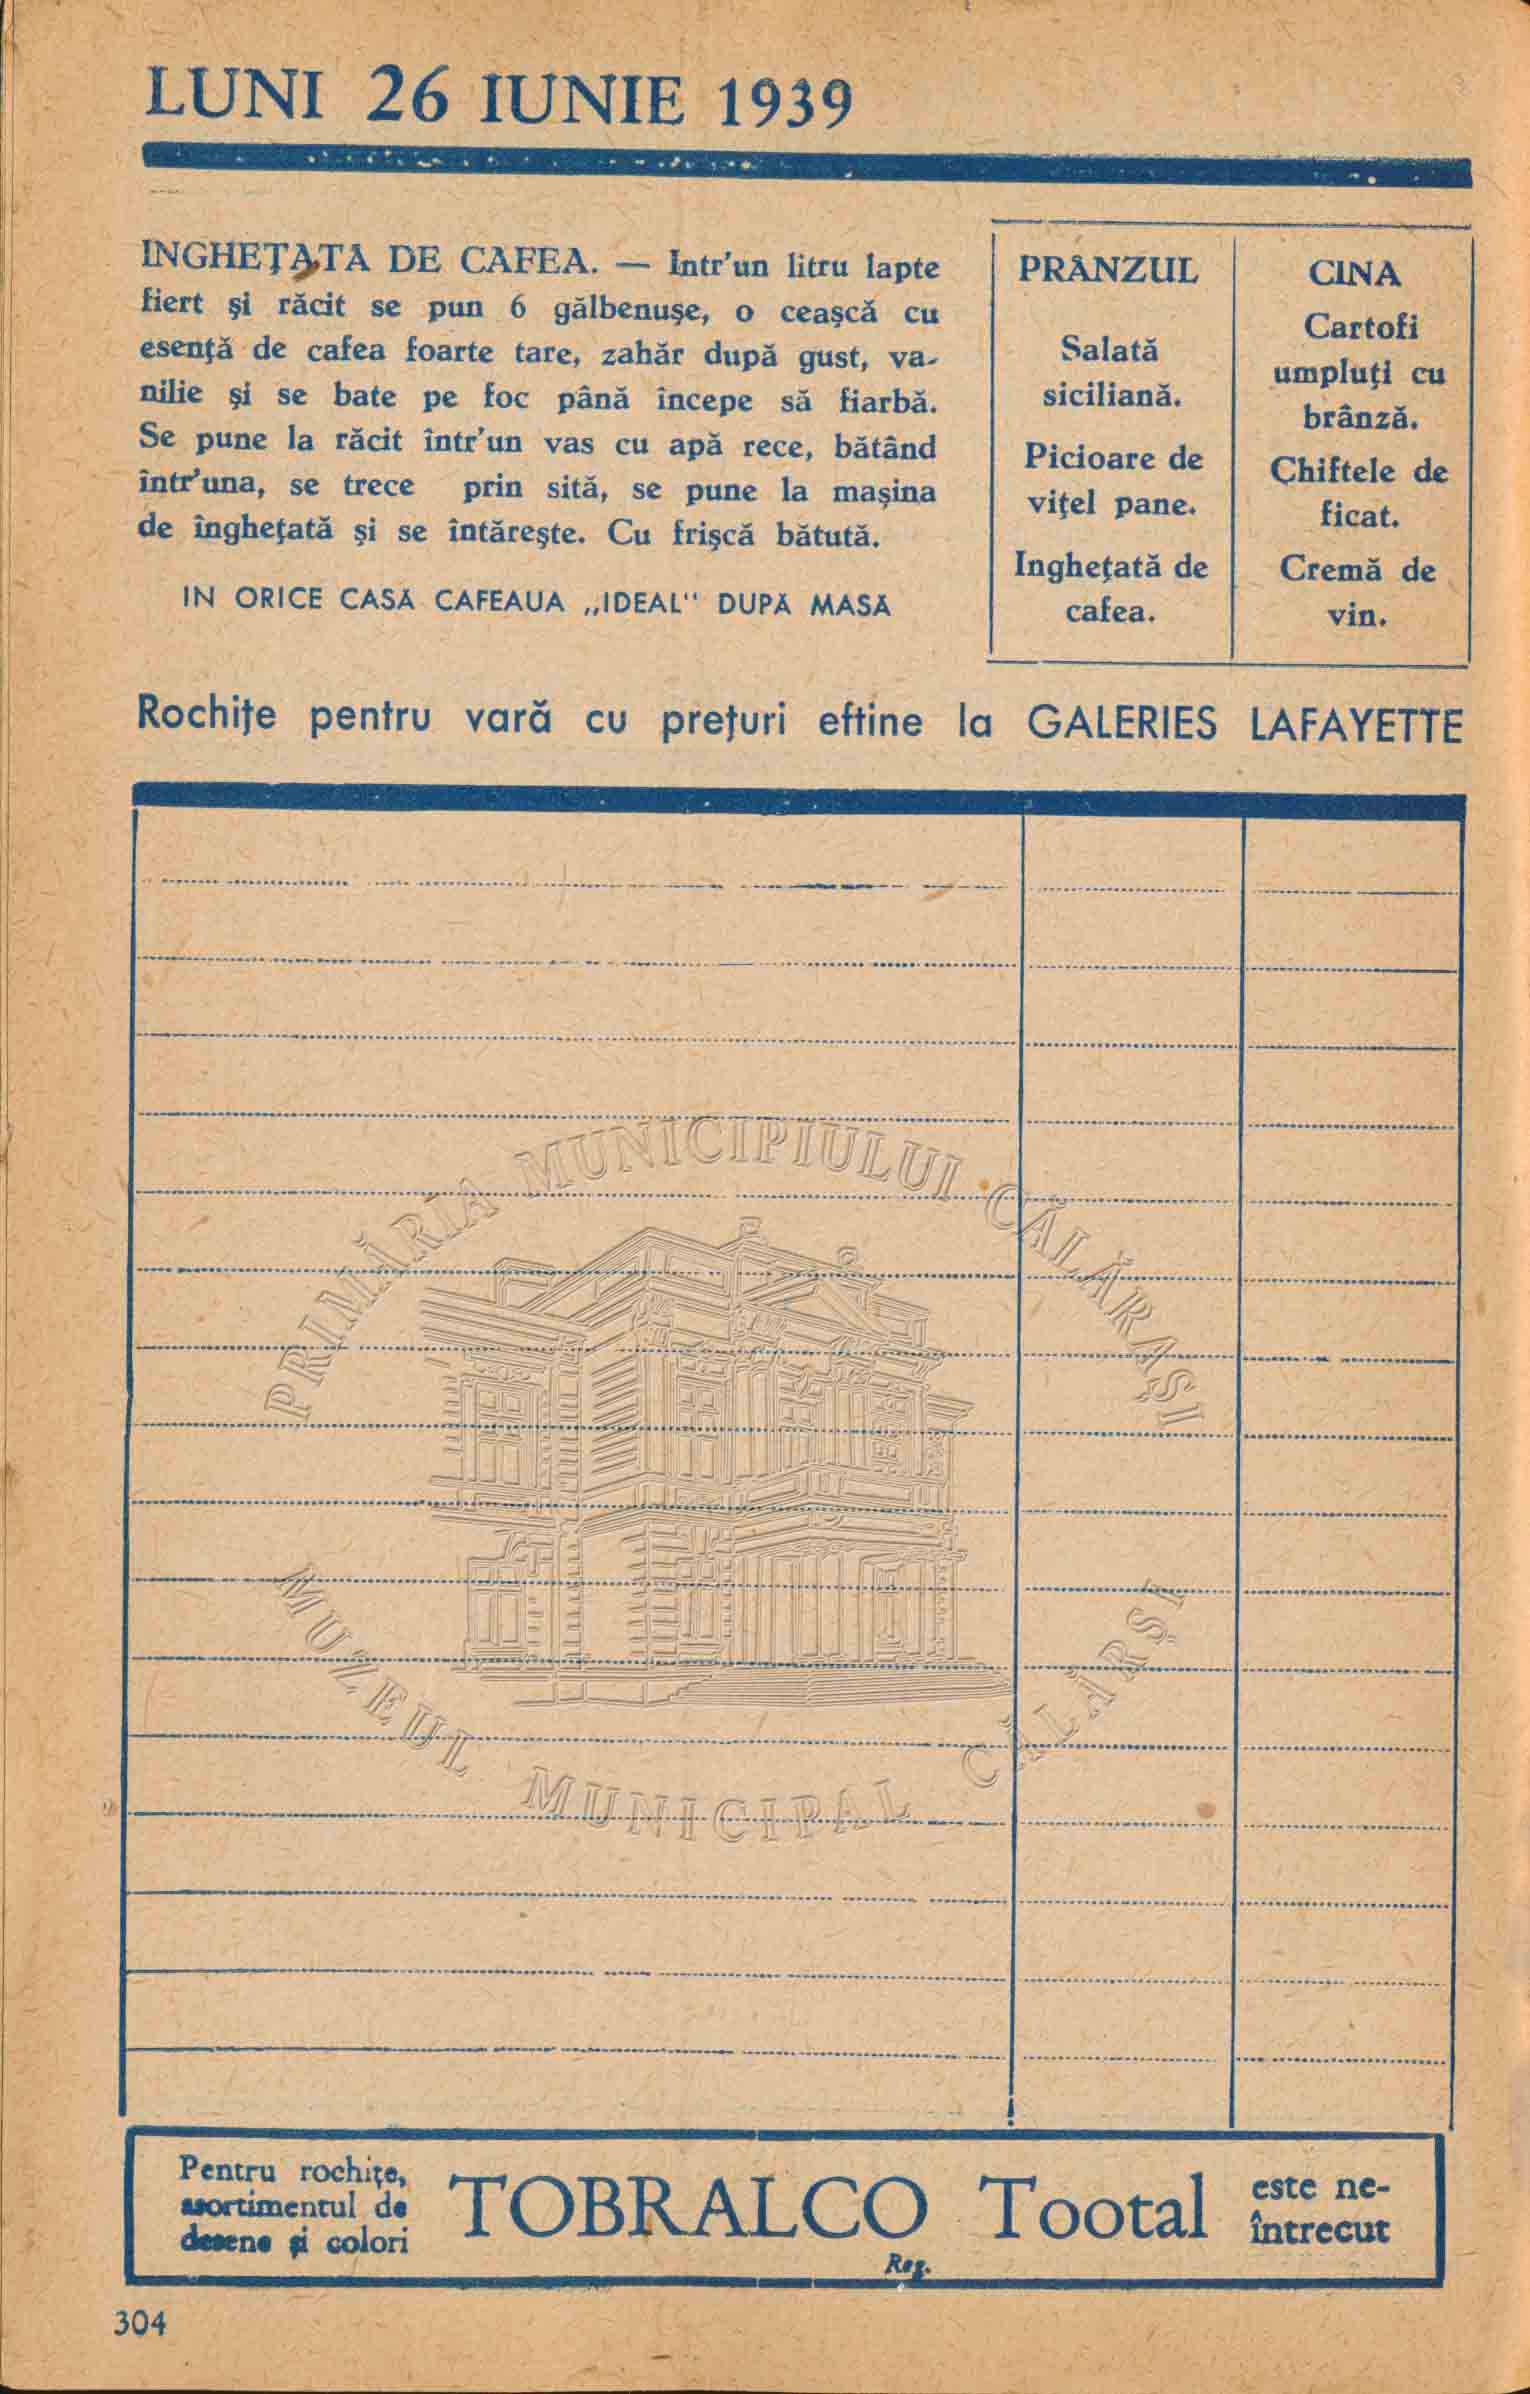 LUNI 26 IUNIE 1939
INGHEŢATA DE CAFEA. — Intr'un litru lapte
fiert şi răcit se pun 6 gălbenuşe, o ceaşcă cu
esenţă de cafea foarte tare, zahăr după gust, va-
nilie şi se bate pe foc până începe să fiarbă.
Se pune la răcit într'un vas cu apă rece, bătând
într'una, se trece prin sită, se pune la maşina
de îngheţată şi se întăreşte. Cu frişcă bătută.
IN ORICE CASĂ CAFEAUA „IDEAL" DUPĂ MASĂ
PRÂNZUL
Salată
siciliană.
Picioare de
viţel pane.
Ingheţată de
cafea.
CINA
Cartofi
umpluţi cu
brânză.
Chiftele de
ficat.
Cremă de
vin.
Rochiţe pentru vară cu preţuri eftine la GALERIES LAFAYETTE
PRIMĂRIA MUNICIPIULUI CĂLĂRAŞI
MUZEUL MUNICIPAL CĂLĂRŞI
Pentru rochiţe,
asortimentul de
desene şi colori
TOBRALCO Tootal
Reg.
este ne-
întrecut
304